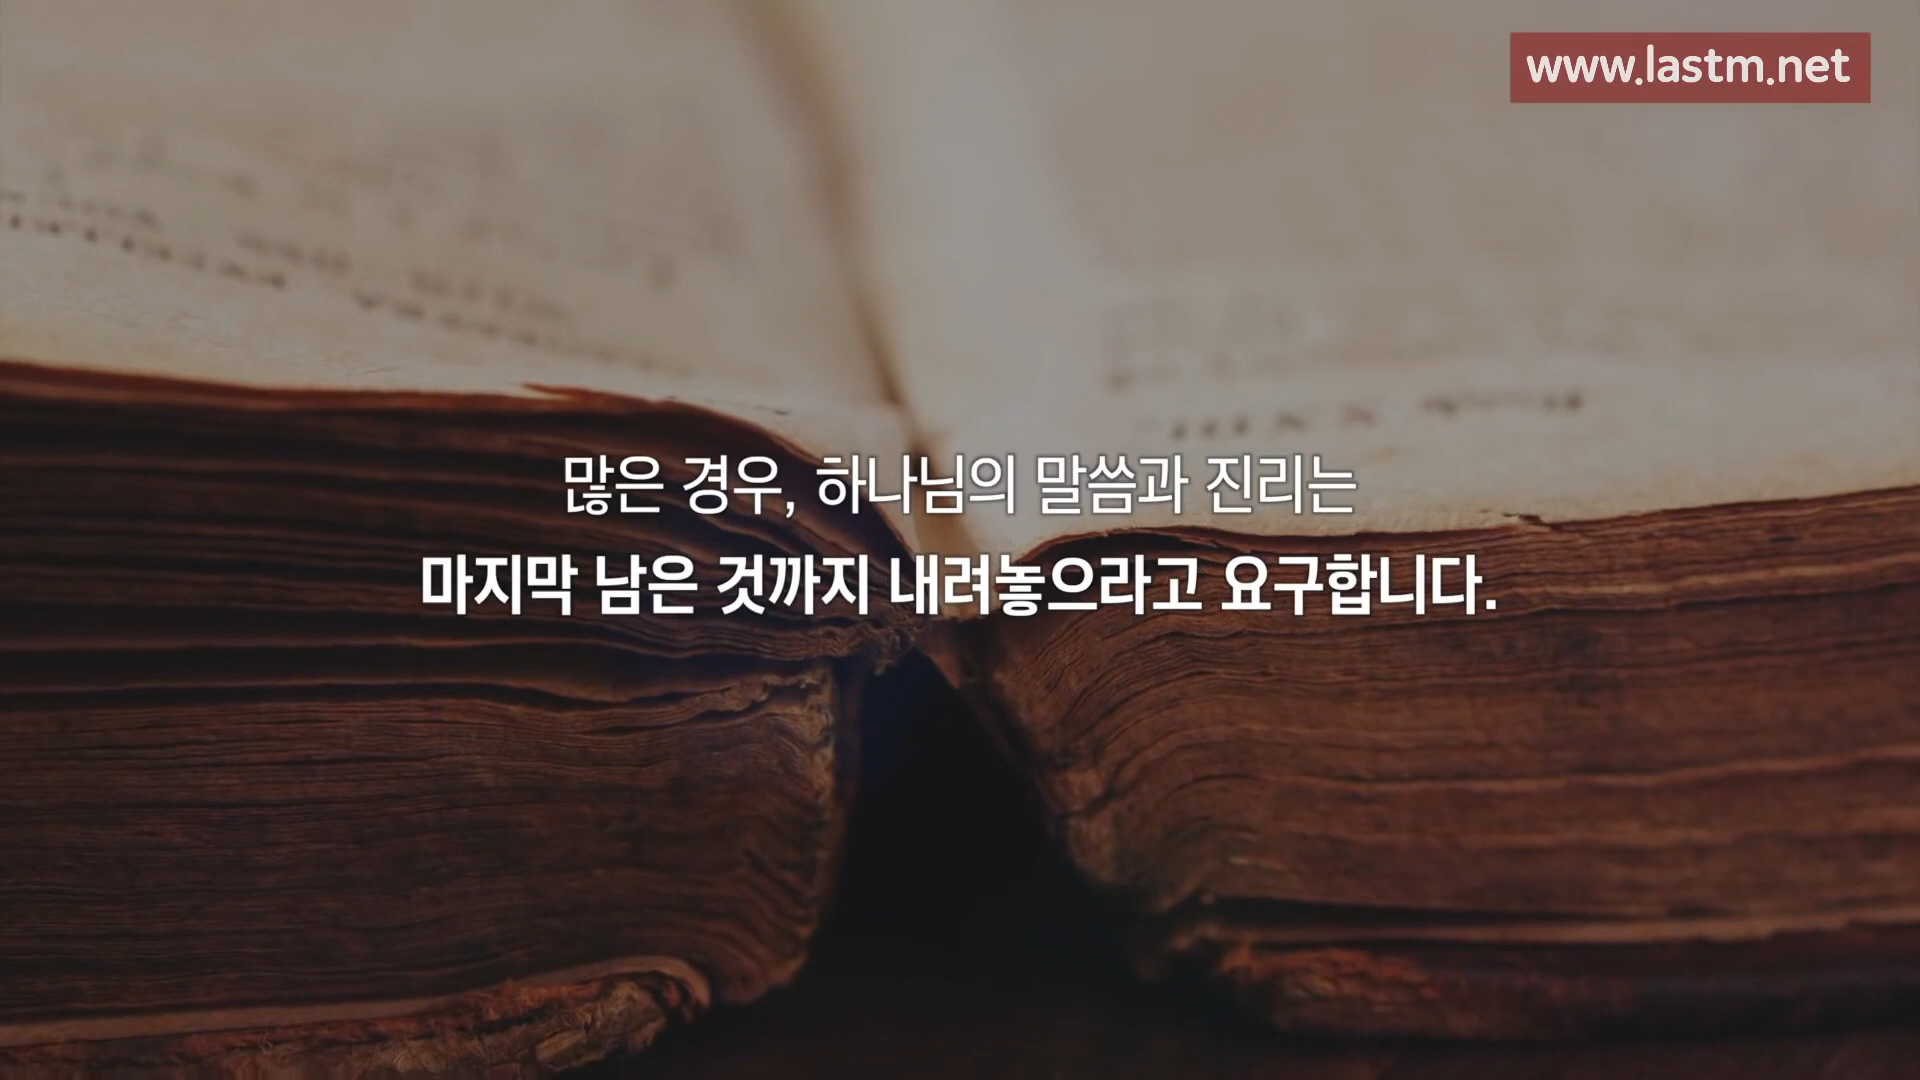 www.lastm.net
많은 경우, 하나님의 말씀과 진리는
마지막 남은 것까지 내려놓으라고 요구합니다.